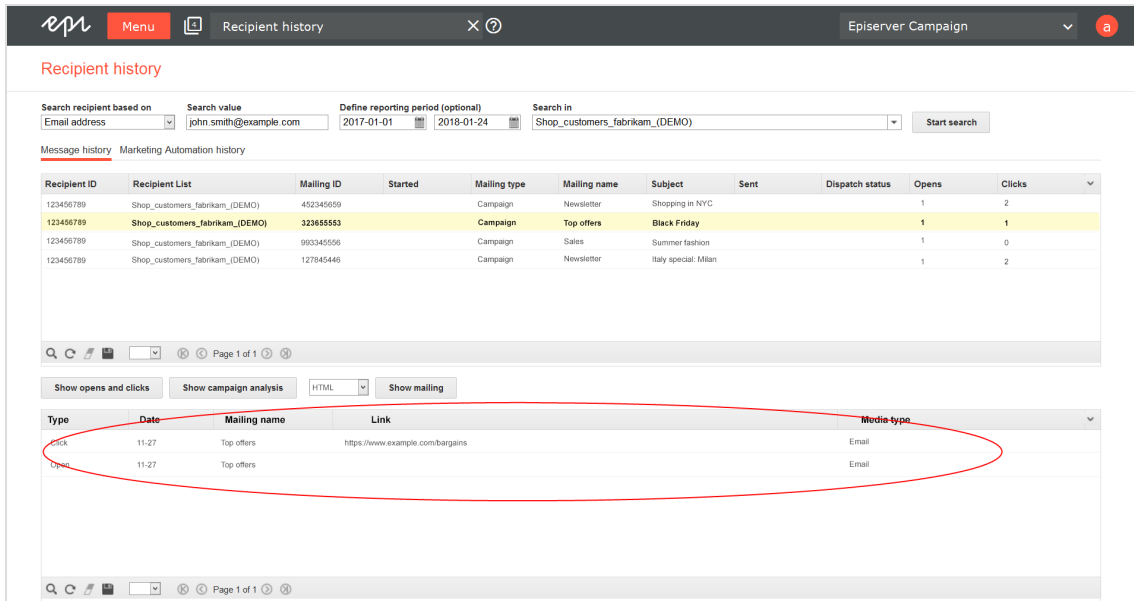 epi Menu 4 Recipient history Episerver Campaign a
Recipient history
Search recipient based on Search value Define reporting period (optional) Search in
Email address john.smith@example.com 2017-01-01 2018-01-24 Shop_customers_fabrikam_(DEMO) Start search
Message history Marketing Automation history
Recipient ID Recipient List Mailing ID Started Mailing type Mailing name Subject Sent Dispatch status Opens Clicks
123456789 Shop_customers_fabrikam_(DEMO) 452345659 Campaign Newsletter Shopping in NYC 1 2
123456789 Shop_customers_fabrikam_(DEMO) 323655553 Campaign Top offers Black Friday 1 1
123456789 Shop_customers_fabrikam_(DEMO) 993345556 Campaign Sales Summer fashion 1 0
123456789 Shop_customers_fabrikam_(DEMO) 127845446 Campaign Newsletter Italy special: Milan 1 2
Page 1 of 1
Show opens and clicks Show campaign analysis HTML Show mailing
Type Date Mailing name Link Media type
Click 11-27 Top offers https://www.example.com/bargains Email
Open 11-27 Top offers Email
Page 1 of 1